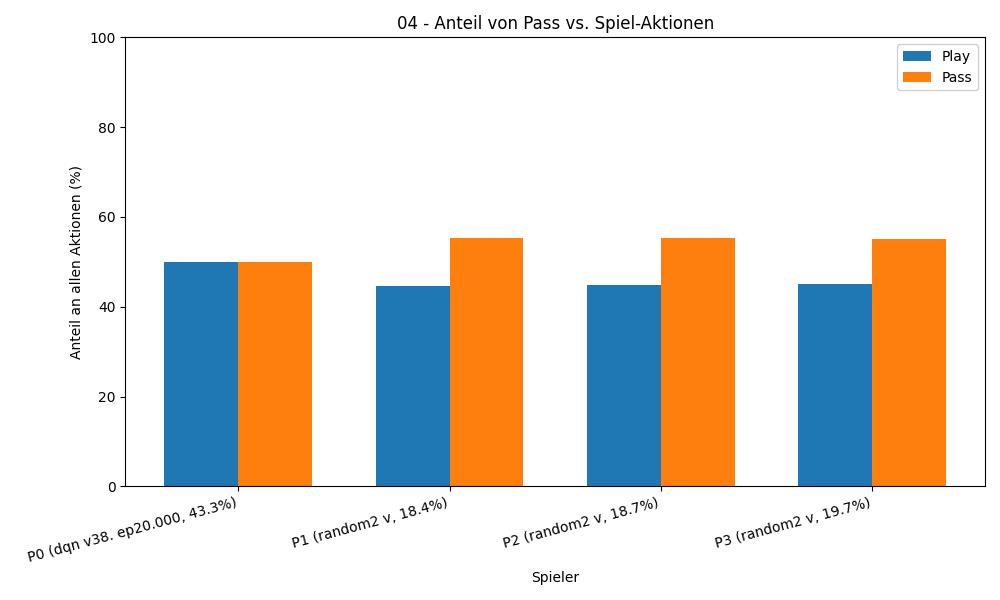 04 - Anteil von Pass vs. Spiel-Aktionen
Play
Pass
Anteil an allen Aktionen (%)
100
80
60
40
20
0
P0 (dqn v38. ep20.000, 43.3%)
P1 (random2 v, 18.4%)
P2 (random2 v, 18.7%)
P3 (random2 v, 19.7%)
Spieler